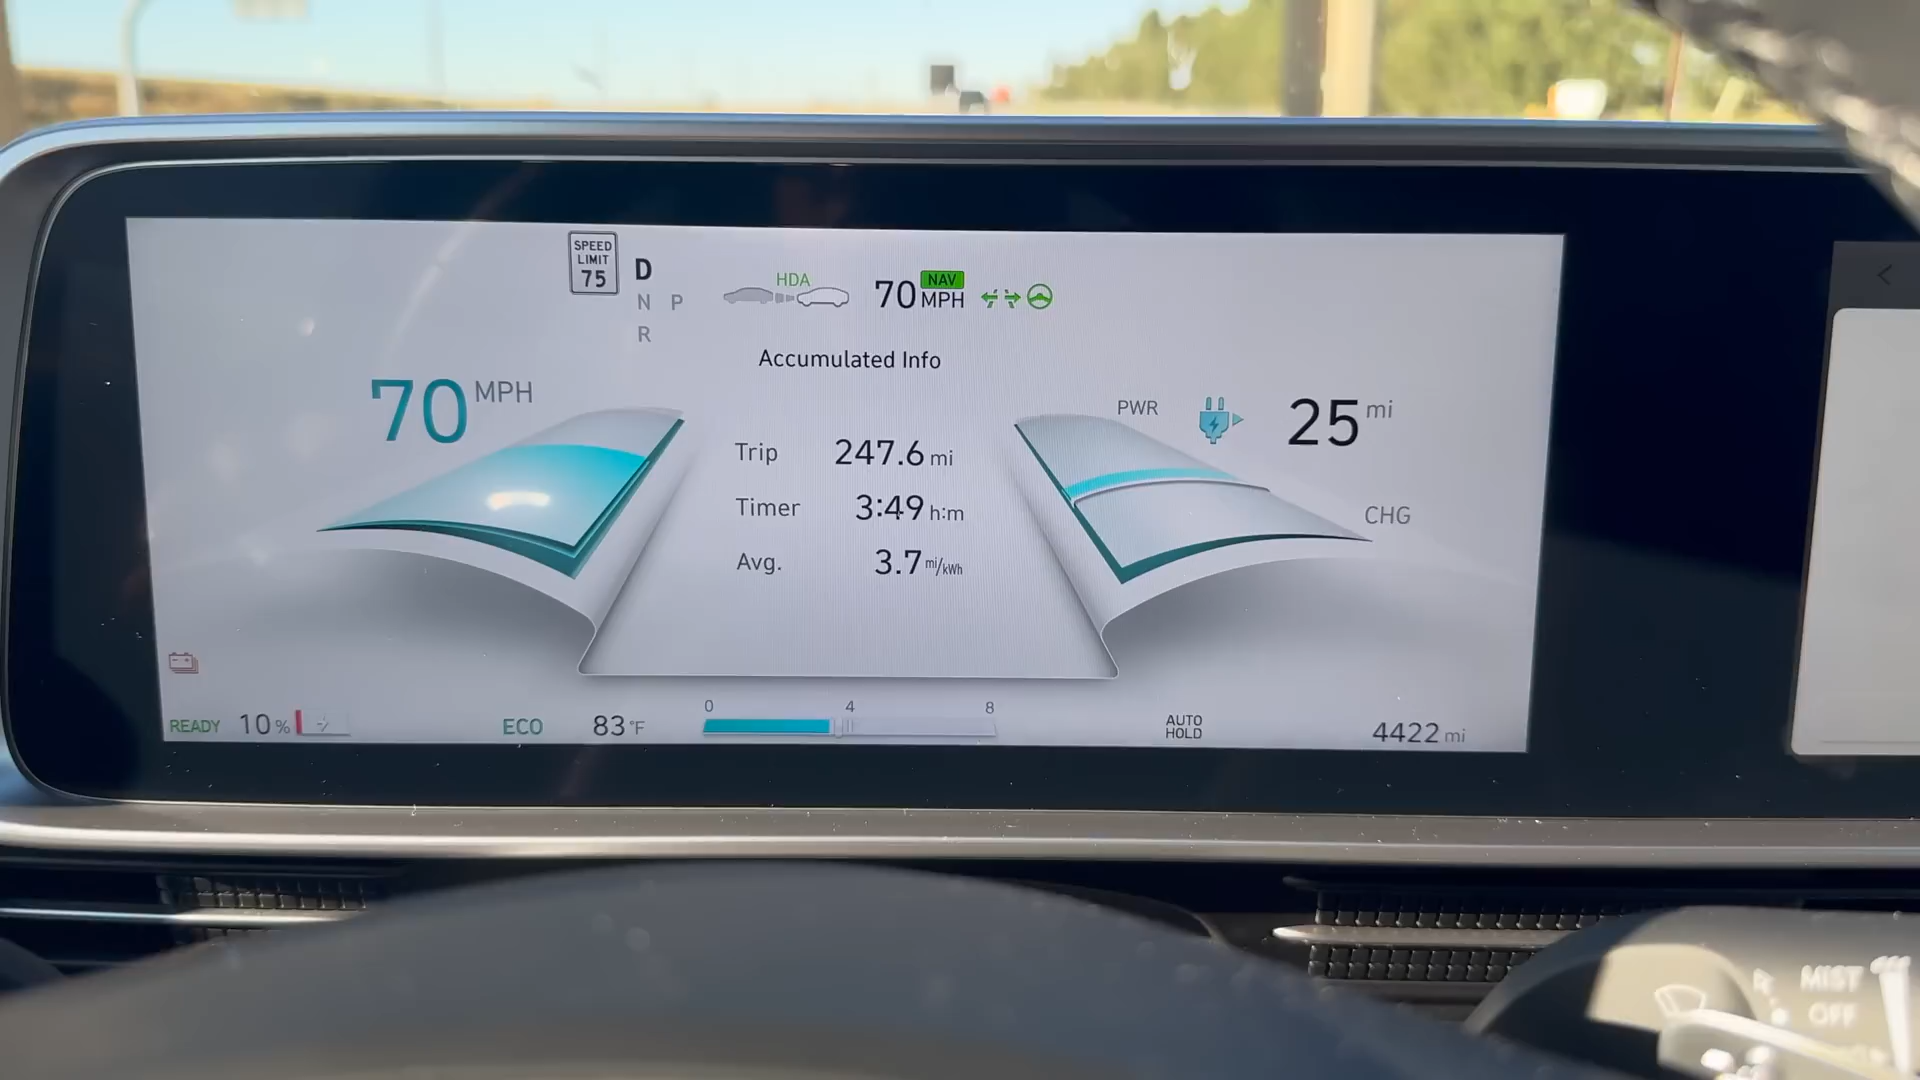 SPEED
LIMIT
75
D
N P
R
HDA
70 MPH
NAV
Accumulated Info
70 MPH
Trip 247.6 mi
Timer 3:49 h:m
Avg. 3.7 mi/kWh
PWR
25 mi
CHG
READY 10%
ECO
83 °F
0 4 8
AUTO
HOLD
4422 mi
MIST
OFF